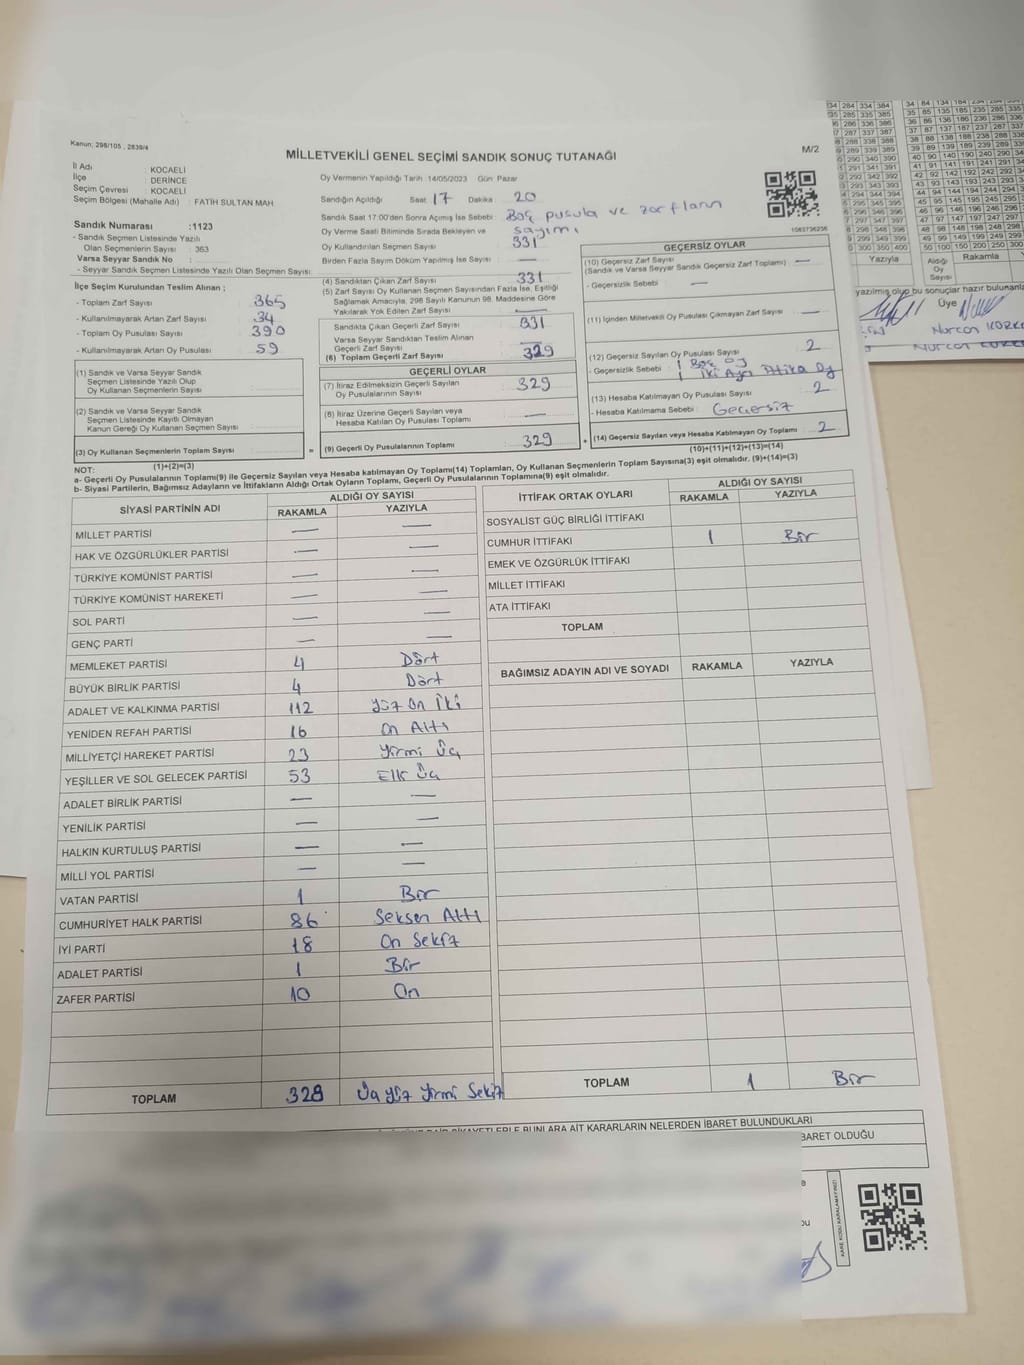 Kanun: 298/105 , 2839/4
MİLLETVEKİLİ GENEL SEÇİMİ SANDIK SONUÇ TUTANAĞI
M/2
İl Adı : KOCAELİ
İlçe : DERİNCE
Seçim Çevresi : KOCAELİ
Seçim Bölgesi (Mahalle Adı) : FATİH SULTAN MAH
Sandık Numarası :1123
- Sandık Seçmen Listesinde Yazılı
Olan Seçmenlerin Sayısı : 363
Varsa Seyyar Sandık No :
- Seyyar Sandık Seçmen Listesinde Yazılı Olan Seçmen Sayısı:
İlçe Seçim Kurulundan Teslim Alınan ;
- Toplam Zarf Sayısı : 365
- Kullanılmayarak Artan Zarf Sayısı : 34
- Toplam Oy Pusulası Sayısı : 390
- Kullanılmayarak Artan Oy Pusulası : 59
(1) Sandık ve Varsa Seyyar Sandık
Seçmen Listesinde Yazılı Olup
Oy Kullanan Seçmenlerin Sayısı
(2) Sandık ve Varsa Seyyar Sandık
Seçmen Listesinde Kayıtlı Olmayan
Kanun Gereği Oy Kullanan Seçmen Sayısı
(3) Oy Kullanan Seçmenlerin Toplam Sayısı
(1)+(2)=(3)
Oy Vermenin Yapıldığı Tarih 14/05/2023 Gün Pazar
Sandığın Açıldığı Saat 17 Dakika : 20
Sandık Saat 17:00'den Sonra Açmış İse Sebebi : Boş pusula ve zarfların
sayımı
Oy Verme Saati Bitiminde Sırada Bekleyen ve
Oy Kullandırılan Seçmen Sayısı 331
Birden Fazla Sayım Döküm Yapılmış İse Sayısı —
(4) Sandıktan Çıkan Zarf Sayısı : 331
(5) Zarf Sayısı Oy Kullanan Seçmen Sayısından Fazla İse, Eşitliği
Sağlamak Amacıyla, 298 Sayılı Kanunun 98. Maddesine Göre
Yakılarak Yok Edilen Zarf Sayısı —
Sandıkta Çıkan Geçerli Zarf Sayısı : 331
Varsa Seyyar Sandıktan Teslim Alınan
Geçerli Zarf Sayısı —
(6) Toplam Geçerli Zarf Sayısı : 329
GEÇERLİ OYLAR
(7) İtiraz Edilmeksizin Geçerli Sayılan
Oy Pusulalarının Sayısı 329
(8) İtiraz Üzerine Geçerli Sayılan veya
Hesaba Katılan Oy Pusulası Toplamı —
(9) Geçerli Oy Pusulalarının Toplamı : 329
1083736236
GEÇERSİZ OYLAR
(10) Geçersiz Zarf Sayısı
(Sandık ve Varsa Seyyar Sandık Geçersiz Zarf Toplamı) —
- Geçersizlik Sebebi : —
(11) İçinden Milletvekili Oy Pusulası Çıkmayan Zarf Sayısı —
(12) Geçersiz Sayılan Oy Pusulası Sayısı 2
- Geçersizlik Sebebi : 1 Boş oy
1 İki Ayrı Oy
(13) Hesaba Katılmayan Oy Pusulası Sayısı 2
- Hesaba Katılmama Sebebi : Geçersiz
(14) Geçersiz Sayılan veya Hesaba Katılmayan Oy Toplamı 2
(10)+(11)+(12)+(13)=(14)
NOT:
a- Geçerli Oy Pusulalarının Toplamı(9) ile Geçersiz Sayılan veya Hesaba katılmayan Oy Toplamı(14) Toplamları, Oy Kullanan Seçmenlerin Toplam Sayısına(3) eşit olmalıdır. (9)+(14)=(3)
b- Siyasi Partilerin, Bağımsız Adayların ve İttifakların Aldığı Ortak Oyların Toplamı, Geçerli Oy Pusulalarının Toplamına(9) eşit olmalıdır.
SİYASİ PARTİNİN ADI ALDIĞI OY SAYISI
RAKAMLA YAZIYLA
MİLLET PARTİSİ — —
HAK VE ÖZGÜRLÜKLER PARTİSİ — —
TÜRKİYE KOMÜNİST PARTİSİ — —
TÜRKİYE KOMÜNİST HAREKETİ — —
SOL PARTİ — —
GENÇ PARTİ — —
MEMLEKET PARTİSİ 4 Dört
BÜYÜK BİRLİK PARTİSİ 4 Dört
ADALET VE KALKINMA PARTİSİ 112 Yüz On İki
YENİDEN REFAH PARTİSİ 16 On Altı
MİLLİYETÇİ HAREKET PARTİSİ 23 Yirmi Üç
YEŞİLLER VE SOL GELECEK PARTİSİ 53 Elli Üç
ADALET BİRLİK PARTİSİ — —
YENİLİK PARTİSİ — —
HALKIN KURTULUŞ PARTİSİ — —
MİLLİ YOL PARTİSİ — —
VATAN PARTİSİ 1 Bir
CUMHURİYET HALK PARTİSİ 86 Seksen Altı
İYİ PARTİ 18 On Sekiz
ADALET PARTİSİ 1 Bir
ZAFER PARTİSİ 10 On
TOPLAM 328 Üç Yüz Yirmi Sekiz
İTTİFAK ORTAK OYLARI ALDIĞI OY SAYISI
RAKAMLA YAZIYLA
SOSYALİST GÜÇ BİRLİĞİ İTTİFAKI
CUMHUR İTTİFAKI 1 Bir
EMEK VE ÖZGÜRLÜK İTTİFAKI
MİLLET İTTİFAKI
ATA İTTİFAKI
TOPLAM
BAĞIMSIZ ADAYIN ADI VE SOYADI RAKAMLA YAZIYLA
TOPLAM 1 Bir
BUNLARA AİT KARARLARIN NELERDEN İBARET BULUNDUKLARI
BARET OLDUĞU
KARE KODU KARALAMAYINIZ!
Yazıyla
Aldığı
Oy
Sayısı
Rakamla
yazılmış olup bu sonuçlar hazır bulunanla
Üye